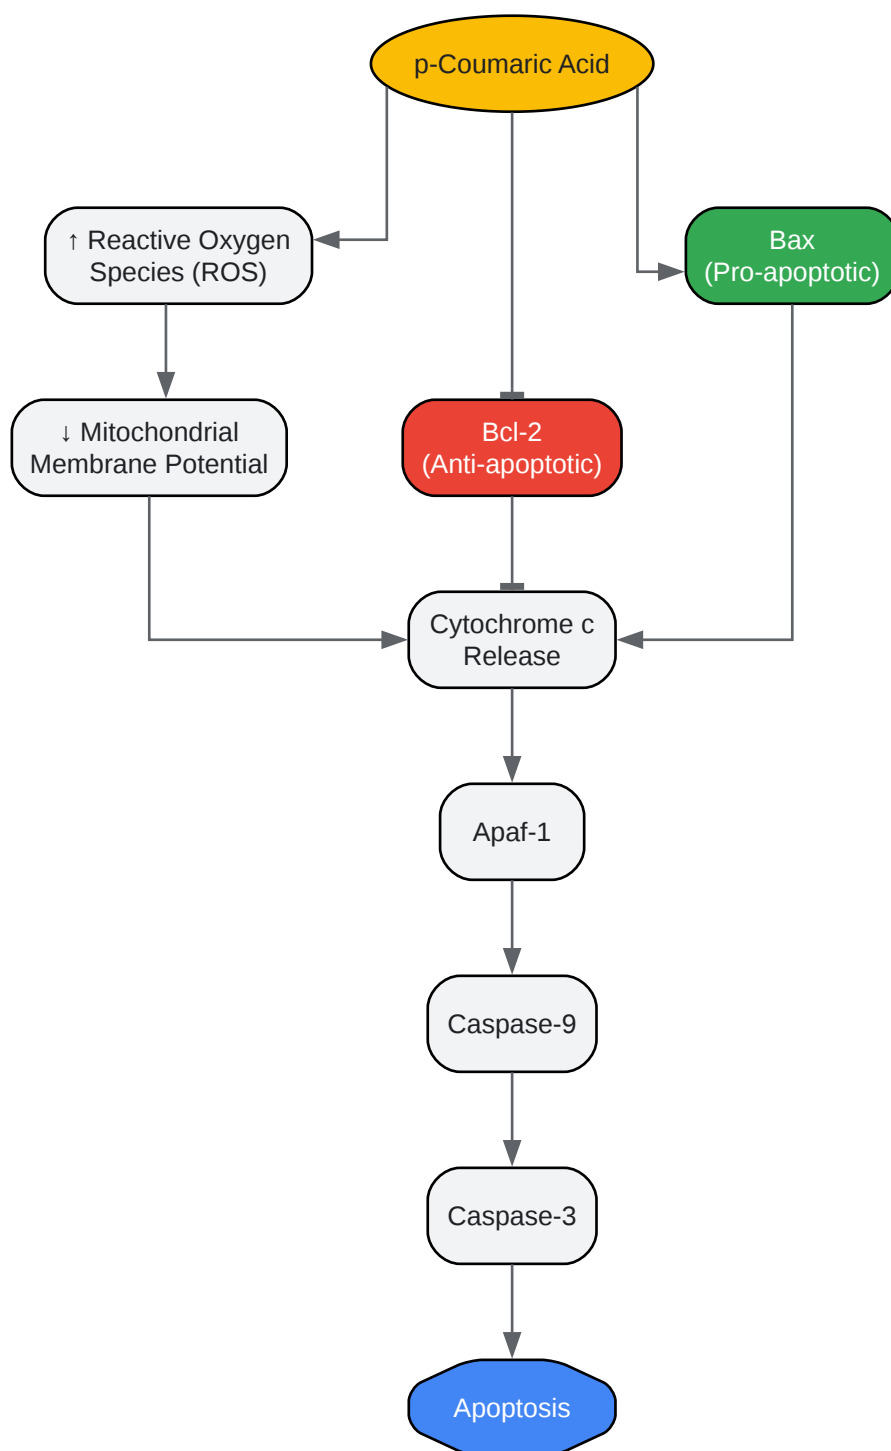 p-Coumaric Acid
↑ Reactive Oxygen
Species (ROS)
Bax
(Pro-apoptotic)
↓ Mitochondrial
Membrane Potential
Bcl-2
(Anti-apoptotic)
Cytochrome c
Release
Apaf-1
Caspase-9
Caspase-3
Apoptosis